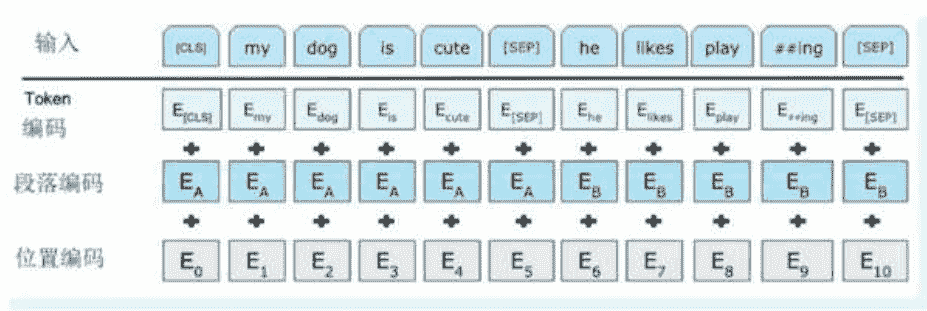 输入 [CLS] my dog is cute [SEP] he likes play ##ing [SEP]
Token
编码 E[CLS] Emy Edog Eis Ecute E[SEP] Ehe Elikes Eplay E##ing E[SEP]
+ + + + + + + + + + +
段落编码 EA EA EA EA EA EA EB EB EB EB EB
+ + + + + + + + + + +
位置编码 E0 E1 E2 E3 E4 E5 E6 E7 E8 E9 E10